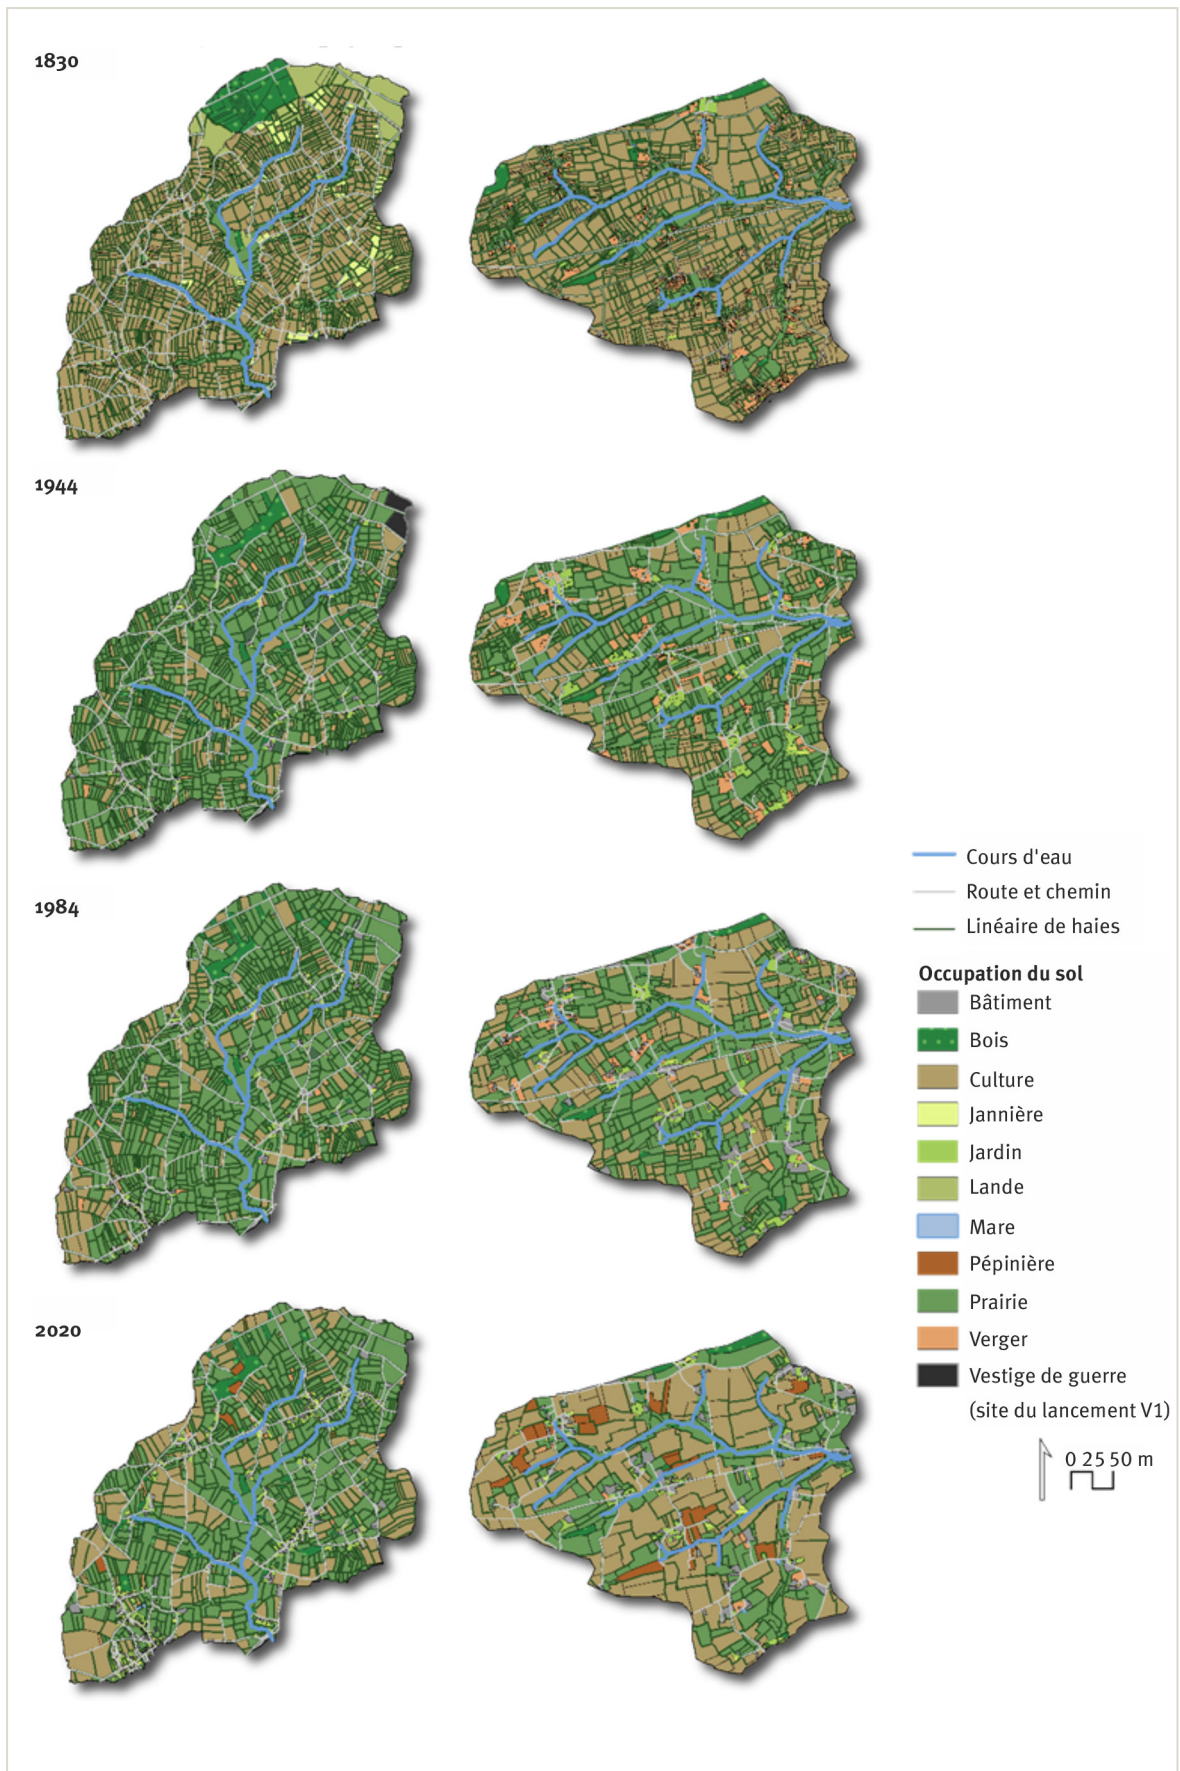 1830
1944
Cours d'eau
Route et chemin
1984
Linéaire de haies
Occupation du sol
Bâtiment
Bois
Culture
Jannière
Jardin
Lande
Mare
Pépinière
Prairie
2020
Verger
Vestige de guerre
(site du lancement V1)
0 25 50 m